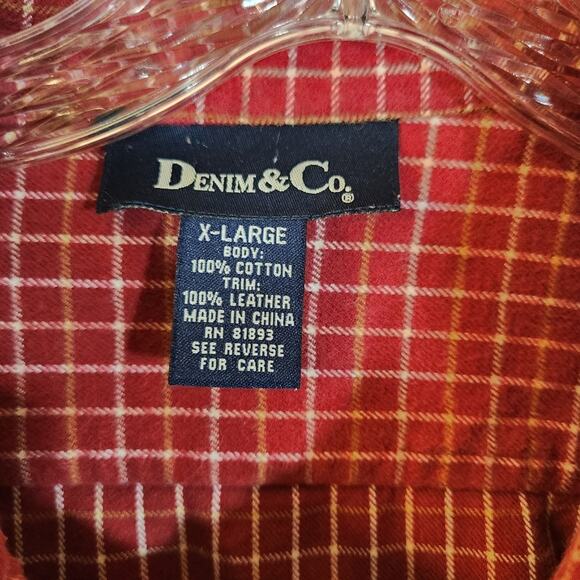 DENIM & CO.®
X-LARGE
BODY:
100% COTTON
TRIM:
100% LEATHER
MADE IN CHINA
RN 81893
SEE REVERSE
FOR CARE